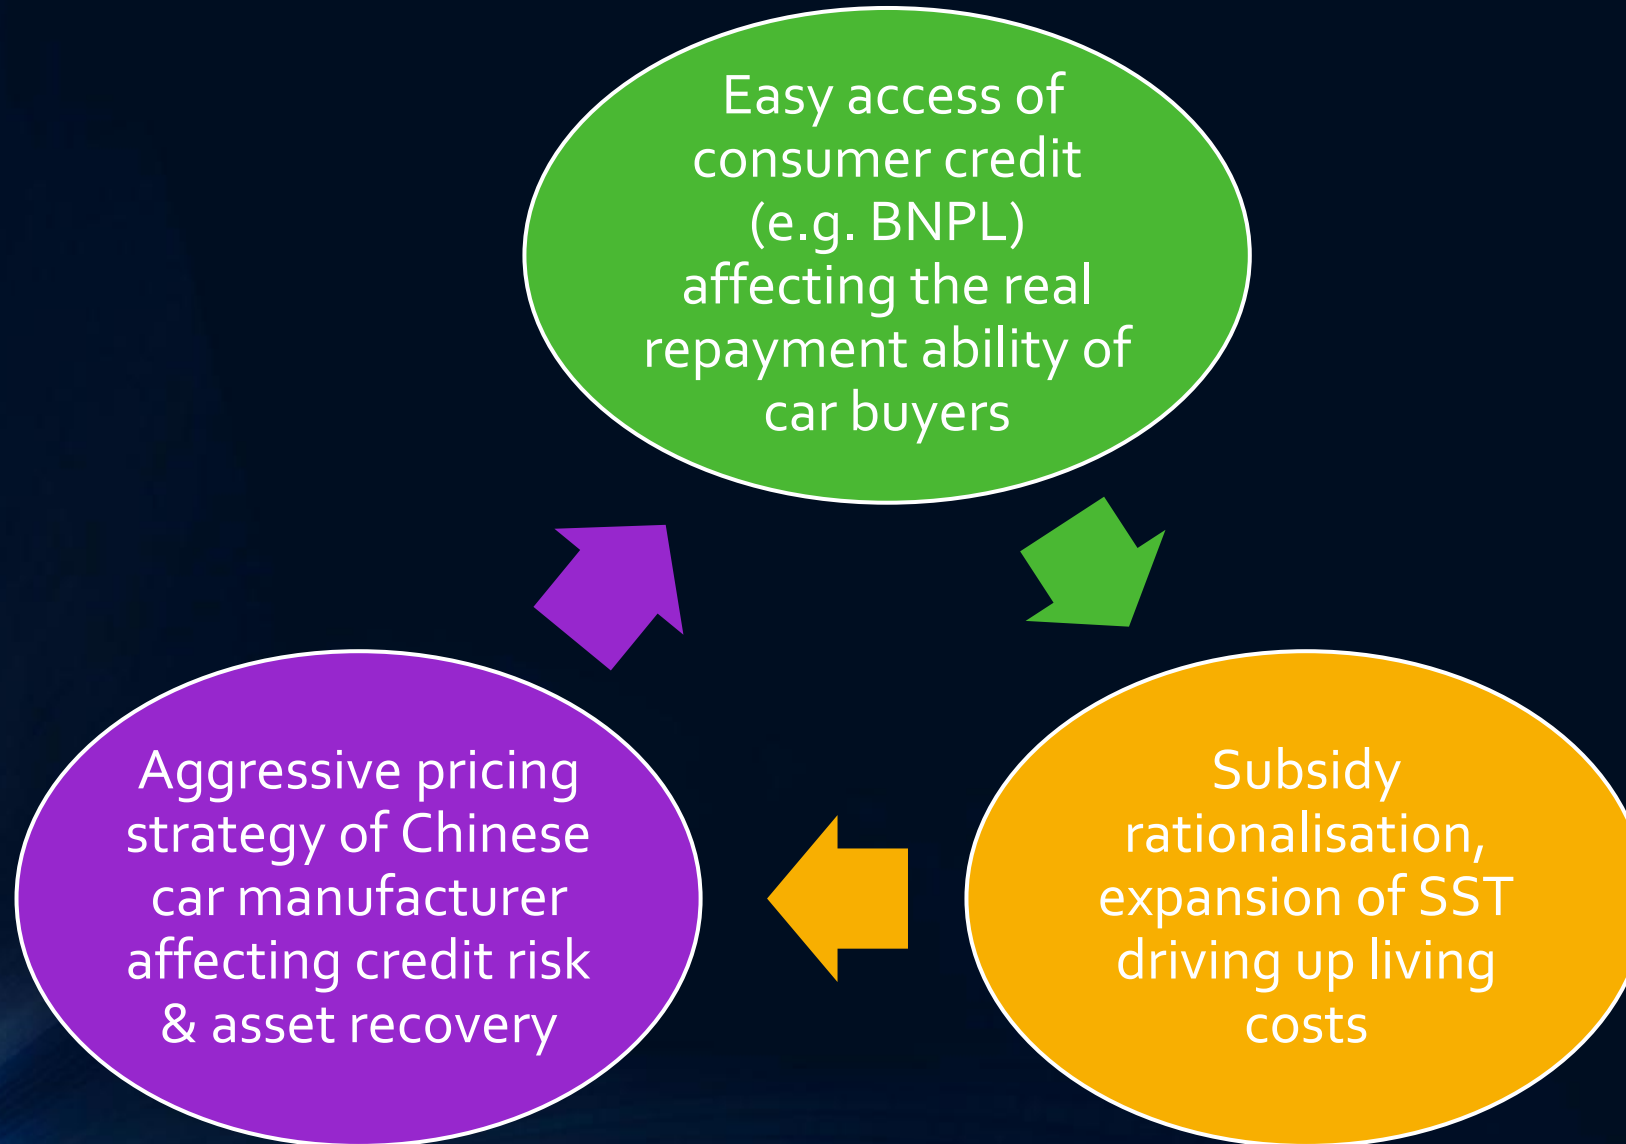 Easy access of
consumer credit
(e.g. BNPL)
affecting the real
repayment ability of
car buyers
Subsidy
rationalisation,
expansion of SST
driving up living
costs
Aggressive pricing
strategy of Chinese
car manufacturer
affecting credit risk
& asset recovery